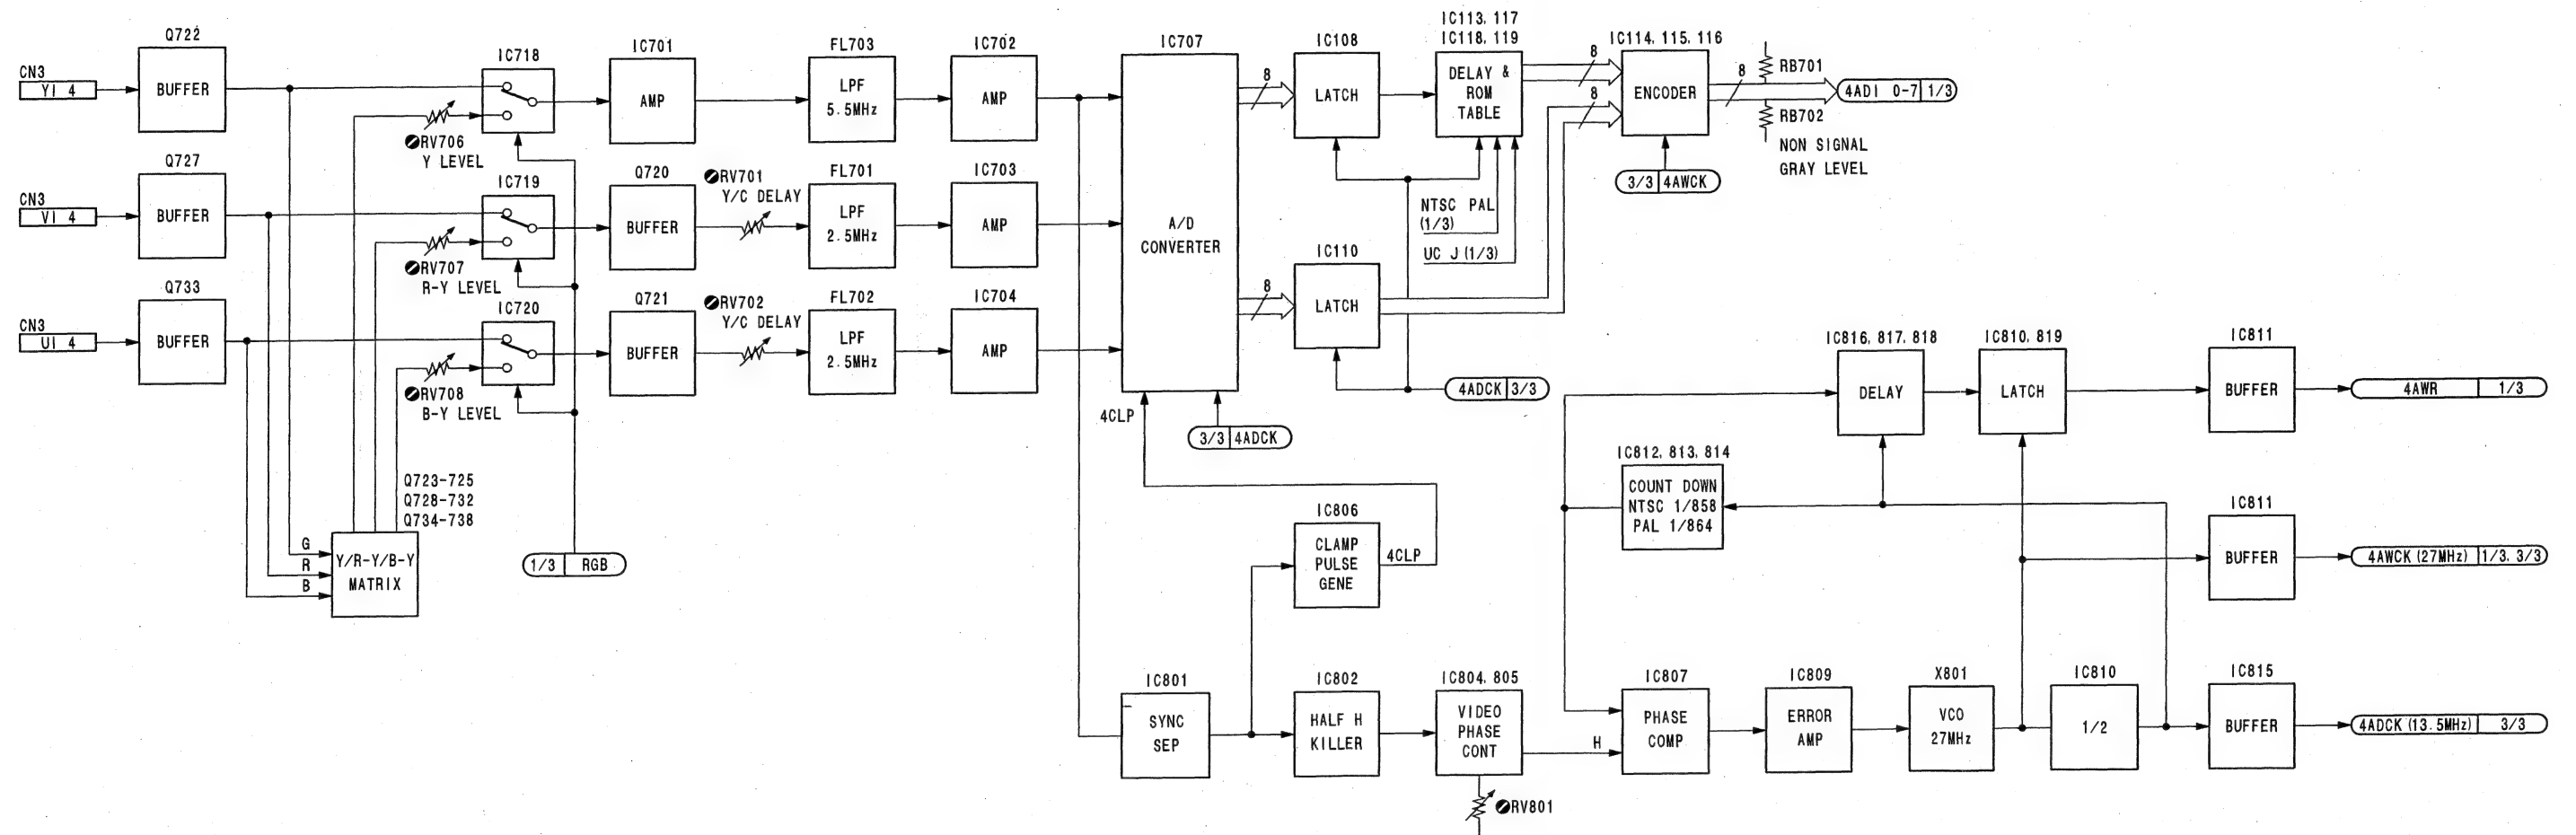 Q722
IC718
IC701
FL703
IC702
IC707
IC108
IC113, 117
IC118, 119
IC114, 115, 116
CN3
YI 4
BUFFER
AMP
LPF
5.5MHz
AMP
8
LATCH
DELAY &
ROM
TABLE
8
8
ENCODER
8
RB701
4ADI 0-7 1/3
RB702
NON SIGNAL
GRAY LEVEL
RV706
Y LEVEL
3/3 4AWCK
Q727
IC719
Q720
RV701
Y/C DELAY
FL701
IC703
CN3
VI 4
BUFFER
BUFFER
LPF
2.5MHz
AMP
A/D
CONVERTER
NTSC PAL
(1/3)
UC J (1/3)
RV707
R-Y LEVEL
IC110
8
LATCH
Q733
IC720
Q721
RV702
Y/C DELAY
FL702
IC704
CN3
UI 4
BUFFER
BUFFER
LPF
2.5MHz
AMP
RV708
B-Y LEVEL
4ADCK 3/3
4CLP
3/3 4ADCK
IC816, 817, 818
IC810, 819
IC811
DELAY
LATCH
BUFFER
4AWR 1/3
Q723-725
Q728-732
Q734-738
G
R
B
Y/R-Y/B-Y
MATRIX
1/3 RGB
IC806
CLAMP
PULSE
GENE
4CLP
IC812, 813, 814
COUNT DOWN
NTSC 1/858
PAL 1/864
IC811
BUFFER
4AWCK (27MHz) 1/3. 3/3
IC801
SYNC
SEP
IC802
HALF H
KILLER
IC804, 805
VIDEO
PHASE
CONT
RV801
H
IC807
PHASE
COMP
IC809
ERROR
AMP
X801
VCO
27MHz
IC810
1/2
IC815
BUFFER
4ADCK (13.5MHz) 3/3